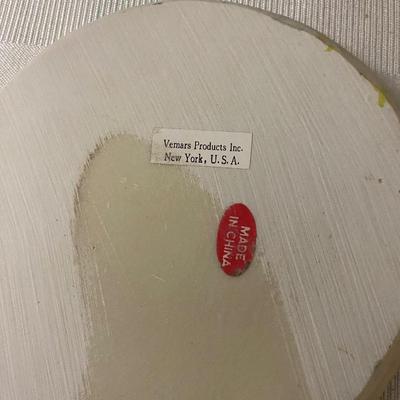 Vemars Products Inc.
New York, U.S.A.
MADE
IN CHINA